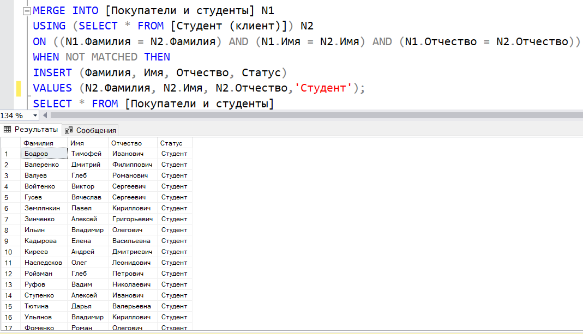 MERGE INTO [Покупатели и студенты] N1
USING (SELECT * FROM [Студент (клиент)]) N2
ON ((N1.Фамилия = N2.Фамилия) AND (N1.Имя = N2.Имя) AND (N1.Отчество = N2.Отчество))
WHEN NOT MATCHED THEN
INSERT (Фамилия, Имя, Отчество, Статус)
VALUES (N2.Фамилия, N2.Имя, N2.Отчество,'Студент');
SELECT * FROM [Покупатели и студенты]
134 %
Результаты Сообщения
Фамилия Имя Отчество Статус
1 Бодров Тимофей Иванович Студент
2 Валеренко Дмитрий Филиппович Студент
3 Валуев Глеб Романович Студент
4 Войтенко Виктор Сергеевич Студент
5 Гусев Вячеслав Сергеевич Студент
6 Землянкин Павел Кириллович Студент
7 Зинченко Алексей Григорьевич Студент
8 Ильин Владимир Олегович Студент
9 Кадырова Елена Васильевна Студент
10 Киреев Андрей Дмитриевич Студент
11 Наследсков Олег Леонидович Студент
12 Ройзман Глеб Петрович Студент
13 Руфов Вадим Николаевич Студент
14 Ступенко Алексей Иванович Студент
15 Тютина Дарья Валерьевна Студент
16 Ульянов Владимир Кириллович Студент
17 Фоменко Роман Олегович Студент